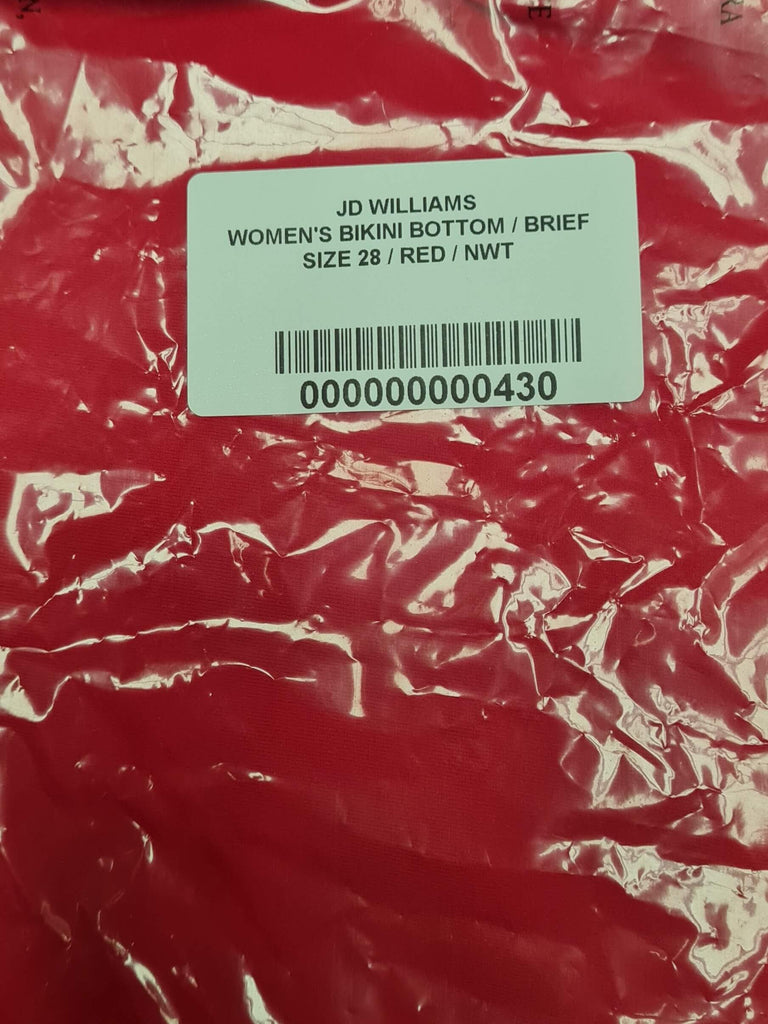 JD WILLIAMS
WOMEN'S BIKINI BOTTOM / BRIEF
SIZE 28 / RED / NWT
000000000430